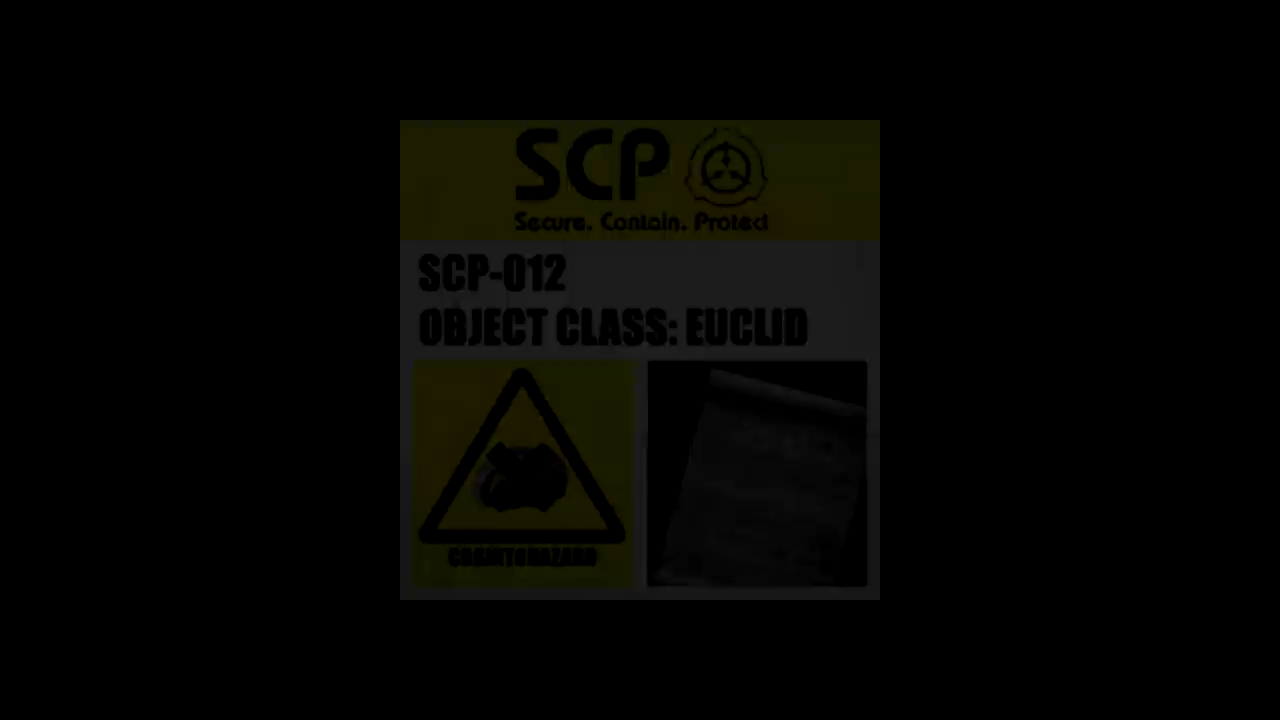 SCP
Secure. Contain. Protect
SCP-012
OBJECT CLASS: EUCLID
COGNITOHAZARD